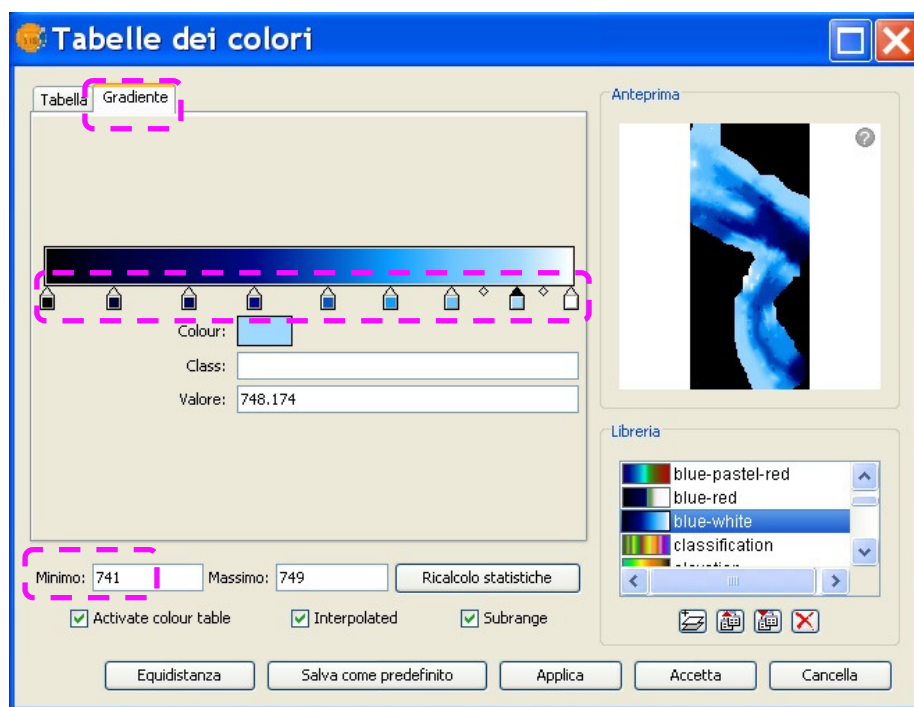 Tabelle dei colori
Tabella Gradiente
Colour:
Class:
Valore: 748.174
Minimo: 741 Massimo: 749 Ricalcolo statistiche
Activate colour table Interpolated Subrange
Anteprima
?
Libreria
blue-pastel-red
blue-red
blue-white
classification
Equidistanza Salva come predefinito Applica Accetta Cancella